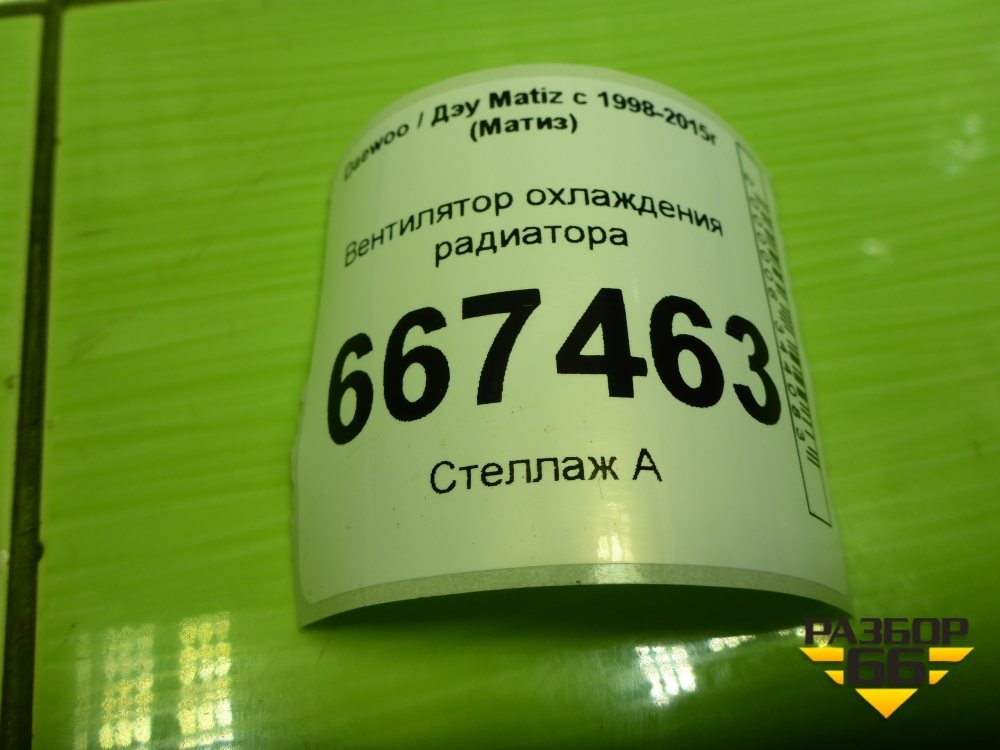 Daewoo / Дэу Matiz с 1998-2015г
(Матиз)
Вентилятор охлаждения
радиатора
667463
Стеллаж А
РАЗБОР
66